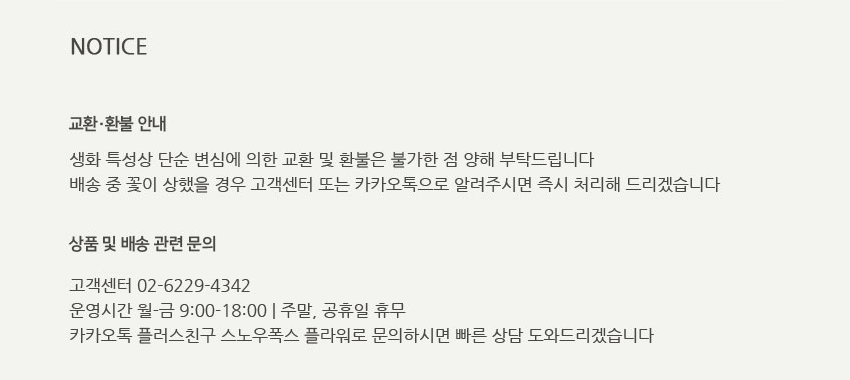 NOTICE
교환·환불 안내
생화 특성상 단순 변심에 의한 교환 및 환불은 불가한 점 양해 부탁드립니다
배송 중 꽃이 상했을 경우 고객센터 또는 카카오톡으로 알려주시면 즉시 처리해 드리겠습니다
상품 및 배송 관련 문의
고객센터 02-6229-4342
운영시간 월-금 9:00-18:00 | 주말, 공휴일 휴무
카카오톡 플러스친구 스노우폭스 플라워로 문의하시면 빠른 상담 도와드리겠습니다